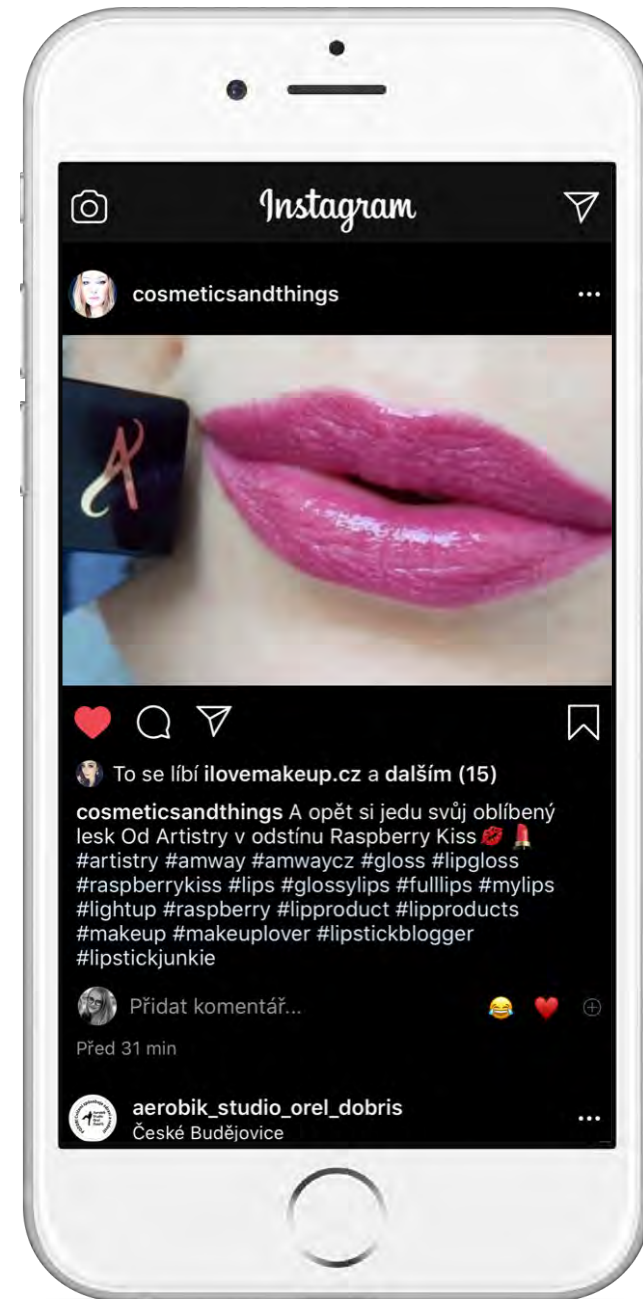 Instagram
cosmeticsandthings
A
To se líbí ilovemakeup.cz a dalším (15)
cosmeticsandthings A opět si jedu svůj oblíbený
lesk Od Artistry v odstínu Raspberry Kiss💋💄
#artistry #amway #amwaycz #gloss #lipgloss
#raspberrykiss #lips #glossylips #fulllips #mylips
#lightup #raspberry #lipproduct #lipproducts
#makeup #makeuplover #lipstickblogger
#lipstickjunkie
Přidat komentář...
Před 31 min
aerobik_studio_orel_dobris
České Budějovice